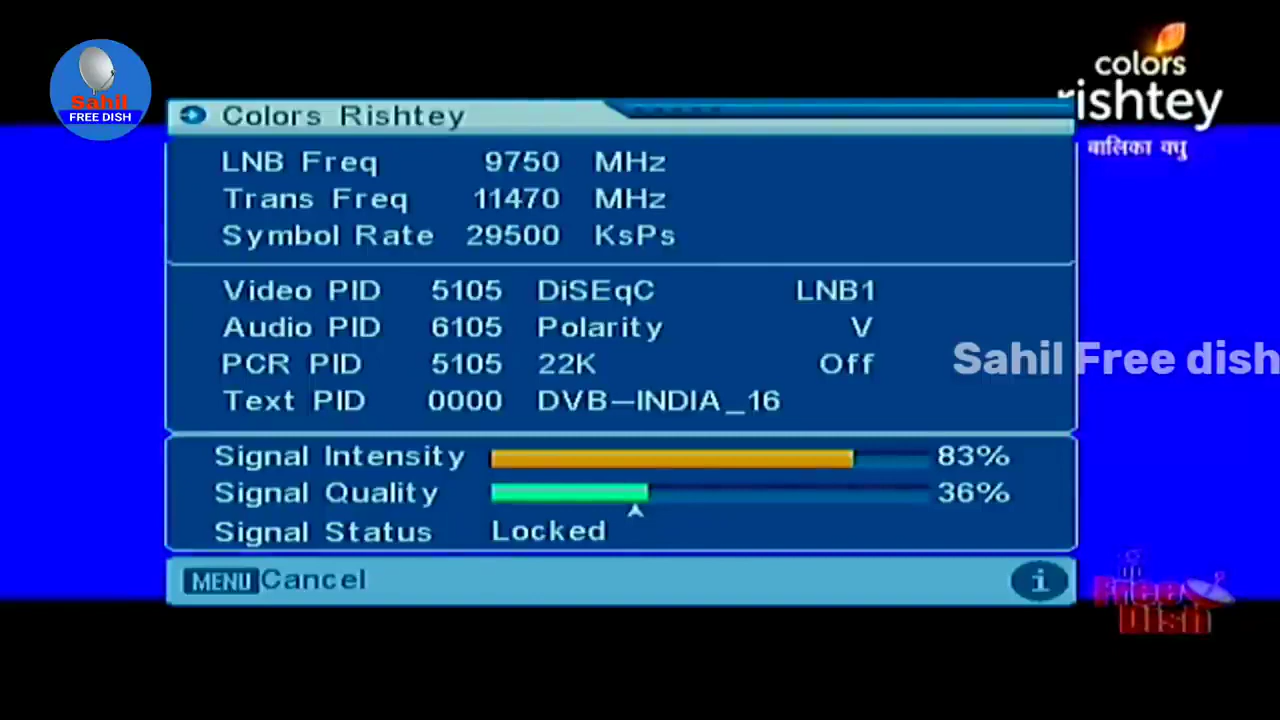 Sahil
FREE DISH
colors
rishtey
बालिका वधु
Colors Rishtey
LNB Freq 9750 MHz
Trans Freq 11470 MHz
Symbol Rate 29500 KsPs
Video PID 5105 DiSEqC LNB1
Audio PID 6105 Polarity V
PCR PID 5105 22K Off
Text PID 0000 DVB–INDIA_16
Sahil Free dish
Signal Intensity 83%
Signal Quality 36%
Signal Status Locked
MENU Cancel i
Free
Dish